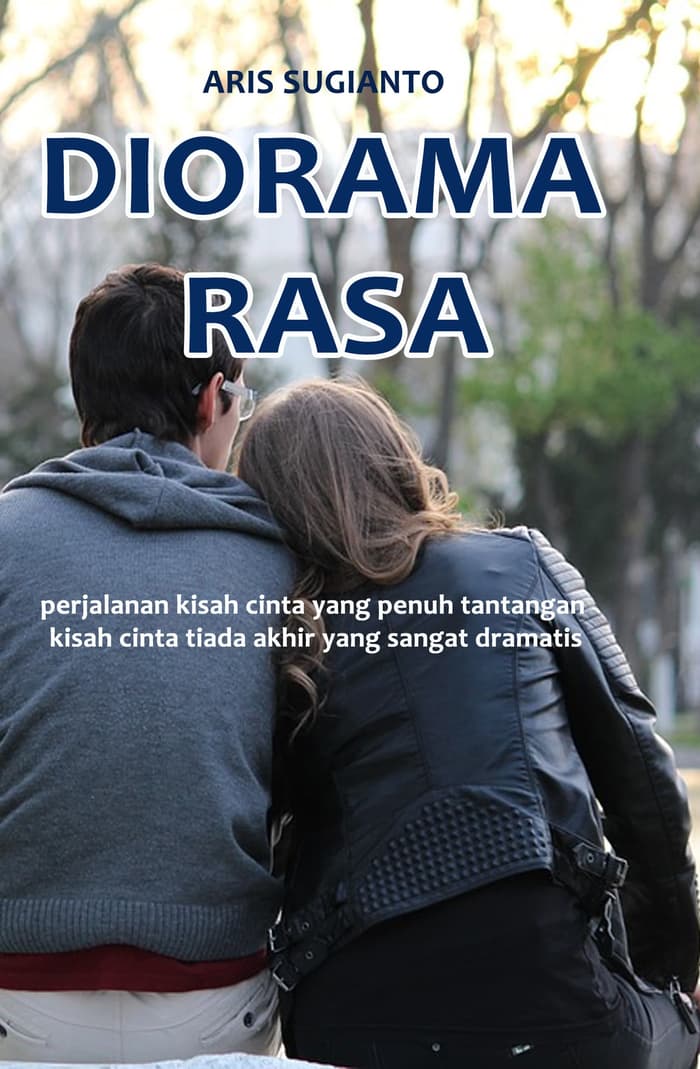 ARIS SUGIANTO
DIORAMA
RASA
perjalanan kisah cinta yang penuh tantangan
kisah cinta tiada akhir yang sangat dramatis